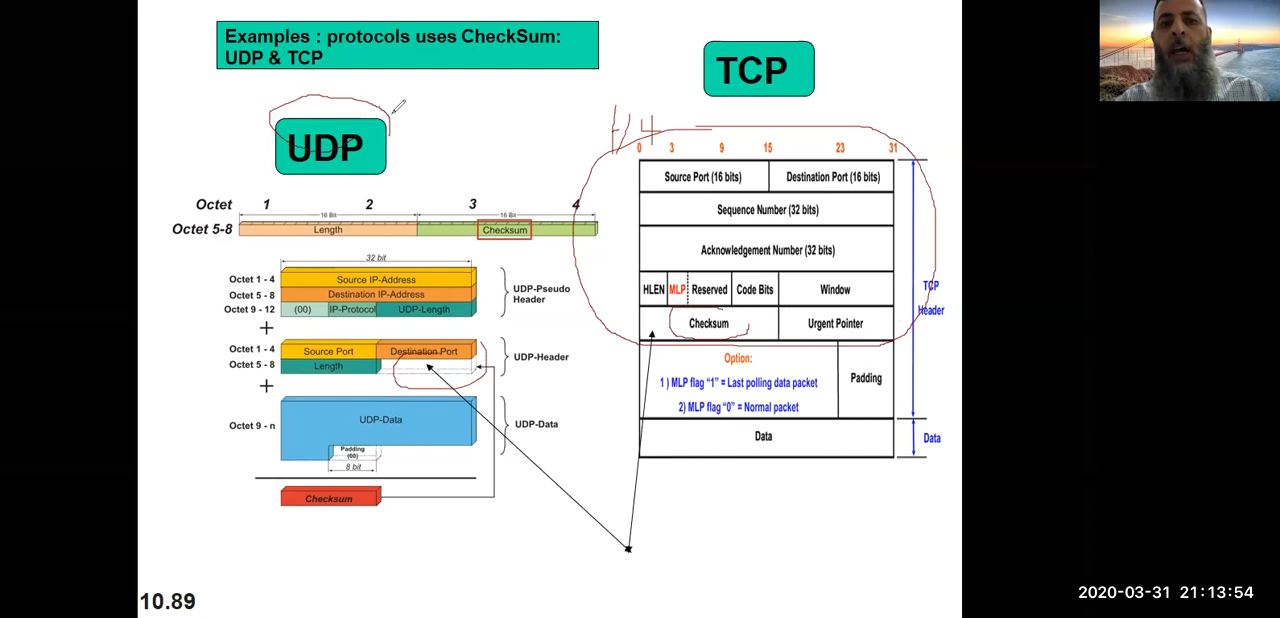 Examples : protocols uses CheckSum:
UDP & TCP
UDP
Octet 1 2 3 4
16 Bit 16 Bit
Octet 5-8 Length Checksum
32 bit
Octet 1 - 4 Source IP-Address
Octet 5 - 8 Destination IP-Address
Octet 9 - 12 (00) IP-Protocol UDP-Length
UDP-Pseudo
Header
+
Octet 1 - 4 Source Port Destination Port
Octet 5 - 8 Length
UDP-Header
+
Octet 9 - n UDP-Data
UDP-Data
Padding
(00)
8 bit
Checksum
TCP
4
0 3 9 15 23 31
Source Port (16 bits) Destination Port (16 bits)
Sequence Number (32 bits)
Acknowledgement Number (32 bits)
HLEN MLP Reserved Code Bits Window
Checksum Urgent Pointer
TCP
Header
Option:
1 ) MLP flag “1” = Last polling data packet
2) MLP flag “0” = Normal packet
Padding
Data
Data
10.89
2020-03-31 21:13:54